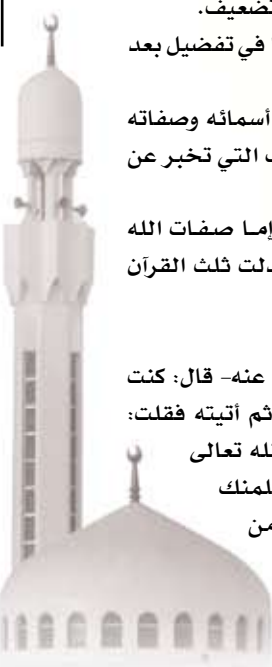 تضعيف.
في تفضيل بعد
أسمائه وصفاته
التي تخبر عن
إما صفات الله
دلت ثلث القرآن
عنه- قال: كنت
ثم أتيته فقلت:
لله تعالى
لمنك
من